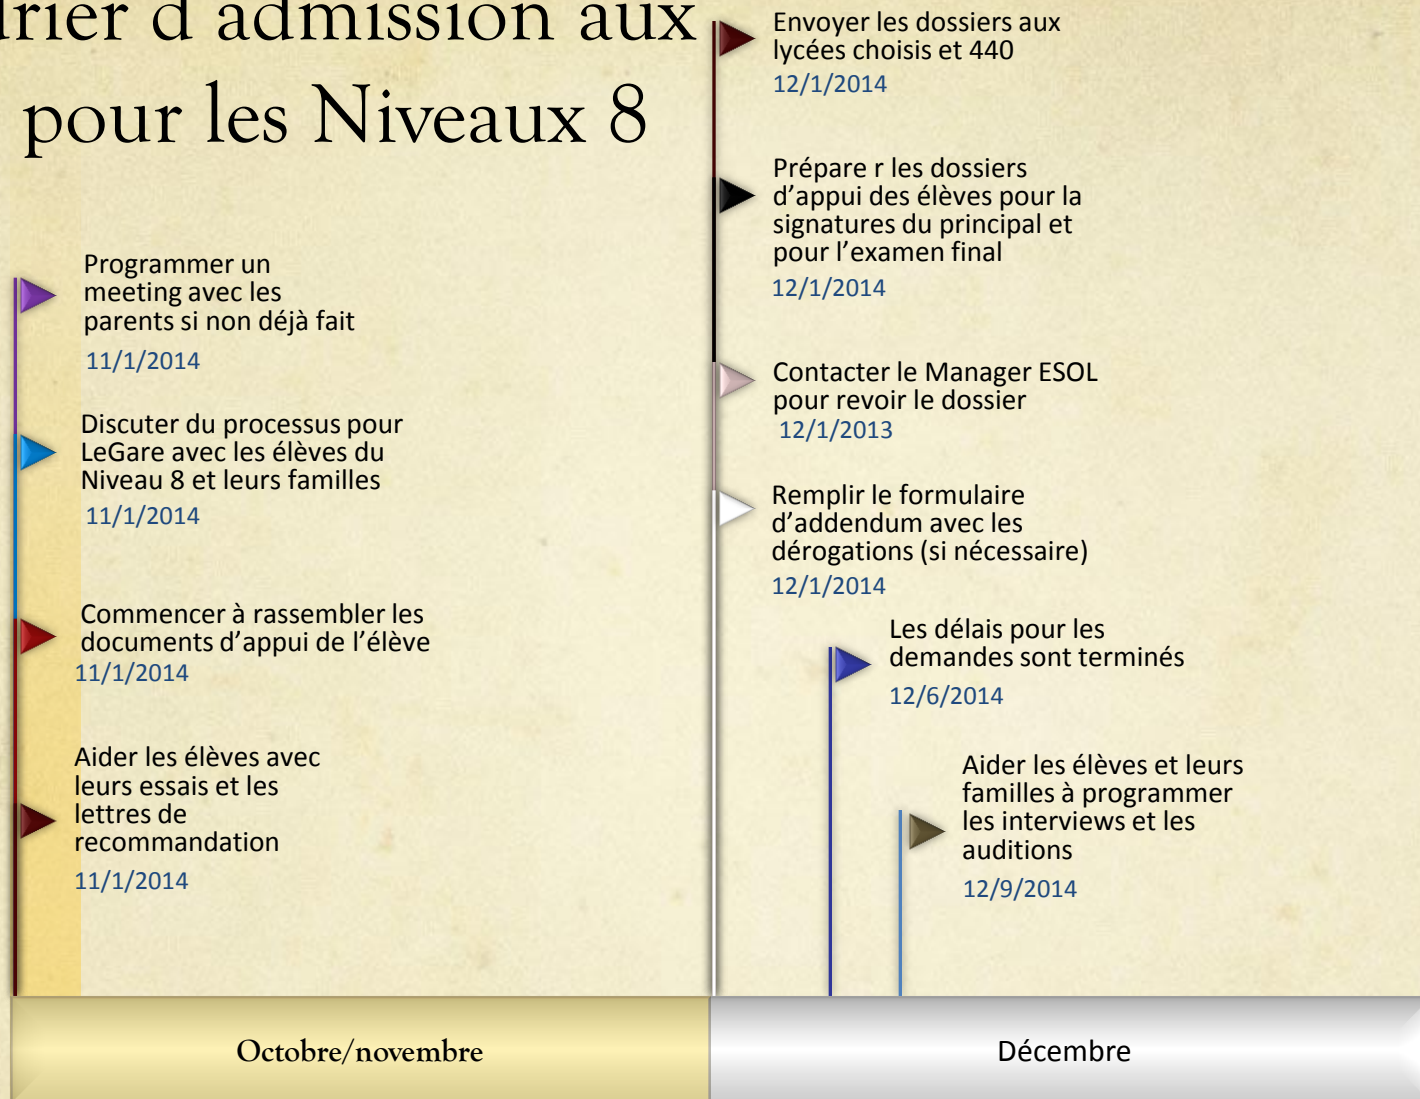 drier d'admission aux
pour les Niveaux 8
Programmer un
meeting avec les
parents si non déjà fait
11/1/2014
Discuter du processus pour
LeGare avec les élèves du
Niveau 8 et leurs familles
11/1/2014
Commencer à rassembler les
documents d’appui de l’élève
11/1/2014
Aider les élèves avec
leurs essais et les
lettres de
recommandation
11/1/2014
Envoyer les dossiers aux
lycées choisis et 440
12/1/2014
Prépare r les dossiers
d’appui des élèves pour la
signatures du principal et
pour l’examen final
12/1/2014
Contacter le Manager ESOL
pour revoir le dossier
12/1/2013
Remplir le formulaire
d’addendum avec les
dérogations (si nécessaire)
12/1/2014
Les délais pour les
demandes sont terminés
12/6/2014
Aider les élèves et leurs
familles à programmer
les interviews et les
auditions
12/9/2014
Octobre/novembre
Décembre